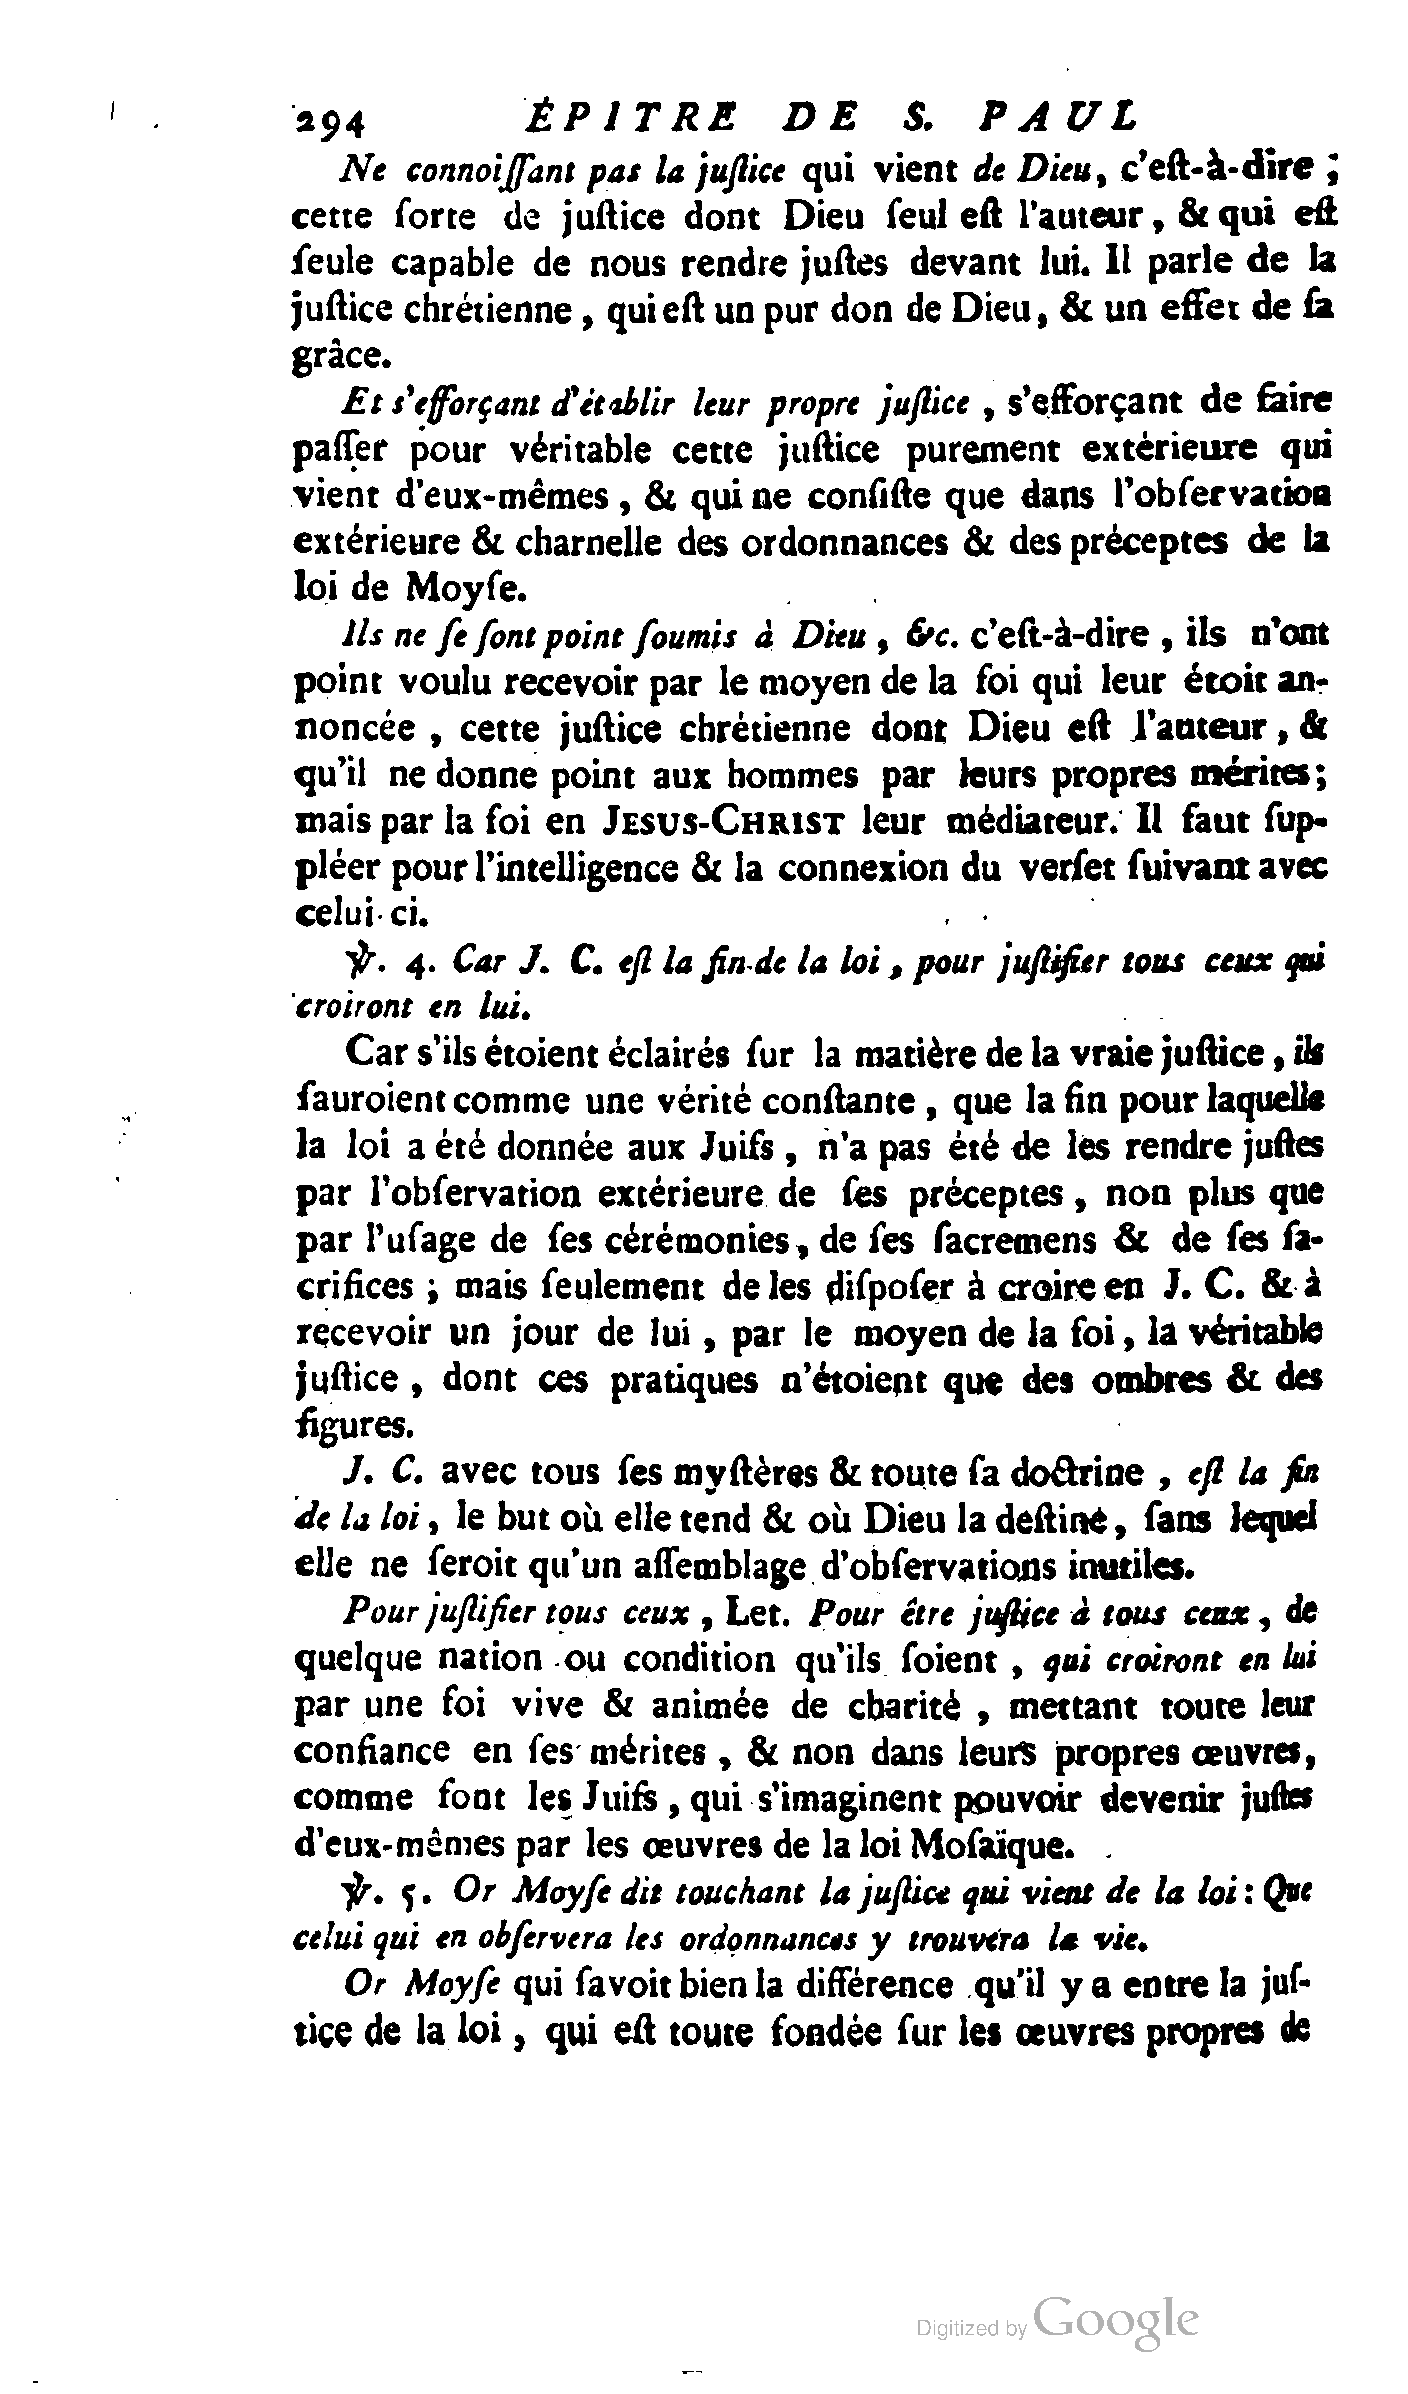 294 ÉPITRE DE S. PAUL
Ne connoiſſant pas la juſtice qui vient de Dieu, c'eſt-à-dire ;
cette ſorte de juſtice dont Dieu ſeul eſt l'auteur, & qui eſt
ſeule capable de nous rendre juſtes devant lui. Il parle de la
juſtice chrétienne, qui eſt un pur don de Dieu, & un effet de ſa
grâce.
Et s'efforçant d'établir leur propre juſtice, s'efforçant de faire
paſſer pour véritable cette juſtice purement extérieure qui
vient d'eux-mêmes, & qui ne conſiſte que dans l'obſervation
extérieure & charnelle des ordonnances & des préceptes de la
loi de Moyſe.
Ils ne ſe ſont point ſoumis à Dieu, &c. c'eſt-à-dire, ils n'ont
point voulu recevoir par le moyen de la foi qui leur étoit an-
noncée, cette juſtice chrétienne dont Dieu eſt l'auteur, &
qu'il ne donne point aux hommes par leurs propres mérites;
mais par la foi en JESUS-CHRIST leur médiateur. Il faut ſup-
pléer pour l'intelligence & la connexion du verſet ſuivant avec
celui-ci.
℣. 4. Car J. C. eſt la fin de la loi, pour juſtifier tous ceux qui
croiront en lui.
Car s'ils étoient éclairés ſur la matière de la vraie juſtice, ils
ſauroient comme une vérité conſtante, que la fin pour laquelle
la loi a été donnée aux Juifs, n'a pas été de les rendre juſtes
par l'obſervation extérieure de ſes préceptes, non plus que
par l'uſage de ſes cérémonies, de ſes ſacremens & de ſes ſa-
crifices ; mais ſeulement de les diſpoſer à croire en J. C. & à
recevoir un jour de lui, par le moyen de la foi, la véritable
juſtice, dont ces pratiques n'étoient que des ombres & des
figures.
J. C. avec tous ſes myſtères & toute ſa doctrine, eſt la fin
de la loi, le but où elle tend & où Dieu la deſtine, ſans lequel
elle ne ſeroit qu'un aſſemblage d'obſervations inutiles.
Pour juſtifier tous ceux, Let. Pour être juſtice à tous ceux, de
quelque nation ou condition qu'ils ſoient, qui croiront en lui
par une foi vive & animée de charité, mettant toute leur
confiance en ſes mérites, & non dans leurs propres œuvres,
comme font les Juifs, qui s'imaginent pouvoir devenir juſtes
d'eux-mêmes par les œuvres de la loi Moſaïque.
℣. 5. Or Moyſe dit touchant la juſtice qui vient de la loi : Que
celui qui en obſervera les ordonnances y trouvera la vie.
Or Moyſe qui ſavoit bien la différence qu'il y a entre la juſ-
tice de la loi, qui eſt toute fondée ſur les œuvres propres de
Digitized by Google